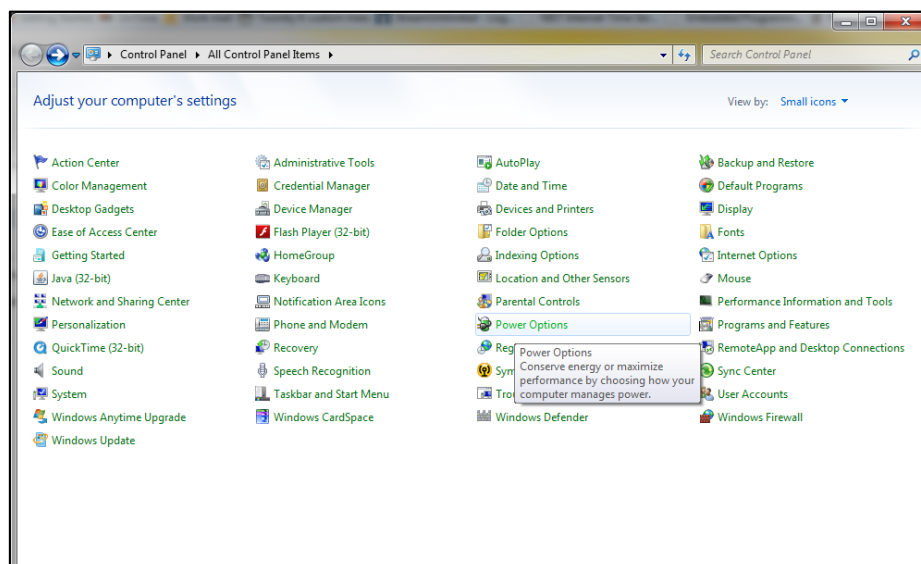 Control Panel All Control Panel Items Search Control Panel
Adjust your computer's settings View by: Small icons
Action Center Administrative Tools AutoPlay Backup and Restore
Color Management Credential Manager Date and Time Default Programs
Desktop Gadgets Device Manager Devices and Printers Display
Ease of Access Center Flash Player (32-bit) Folder Options Fonts
Getting Started HomeGroup Indexing Options Internet Options
Java (32-bit) Keyboard Location and Other Sensors Mouse
Network and Sharing Center Notification Area Icons Parental Controls Performance Information and Tools
Personalization Phone and Modem Power Options Programs and Features
QuickTime (32-bit) Recovery Reg RemoteApp and Desktop Connections
Power Options
Conserve energy or maximize
performance by choosing how your
computer manages power.
Sound Speech Recognition Sym Sync Center
System Taskbar and Start Menu Tro User Accounts
Windows Anytime Upgrade Windows CardSpace Windows Defender Windows Firewall
Windows Update